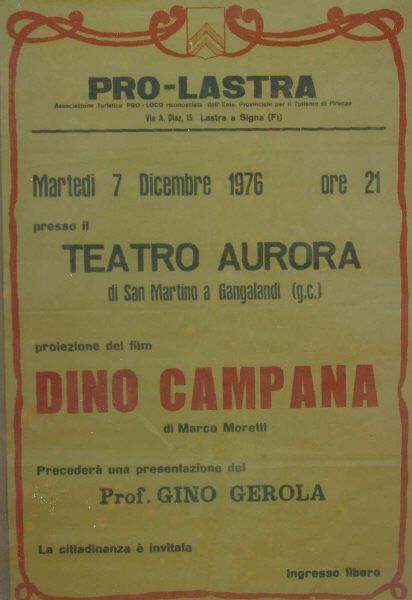 PRO-LASTRA
Associazione Turistica PRO-LOCO riconosciuta dall'Ente Provinciale per il Turismo di Firenze
Via A. Diaz, 15 Lastra a Signa (Fi)
Martedì 7 Dicembre 1976 ore 21
presso il
TEATRO AURORA
di San Martino a Gangalandi (g.c.)
proiezione del film
DINO CAMPANA
di Marco Moretti
Precederà una presentazione del
Prof. GINO GEROLA
La cittadinanza è invitata
ingresso libero